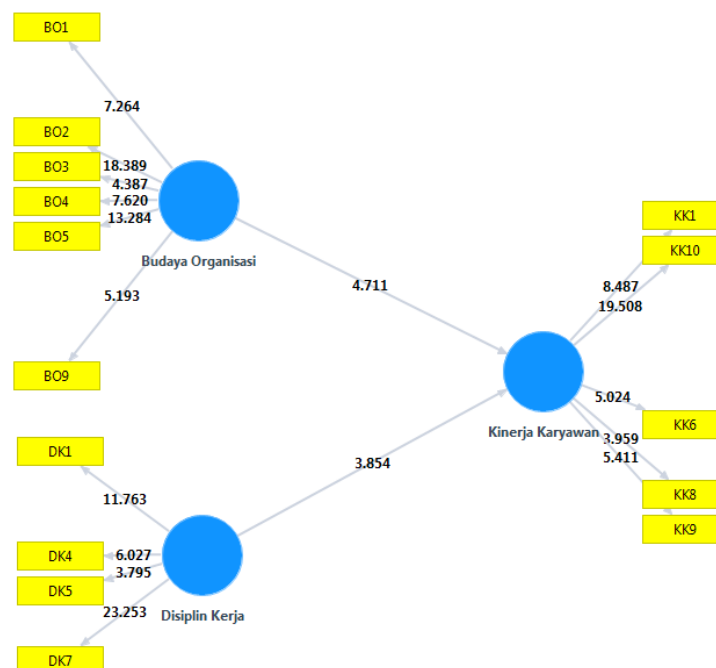 BO1
7.264
BO2
18.389
BO3
4.387
BO4
7.620
BO5
13.284
Budaya Organisasi
5.193
BO9
4.711
KK1
KK10
8.487
19.508
5.024
Kinerja Karyawan
3.959
KK6
5.411
KK8
KK9
DK1
11.763
3.854
DK4
6.027
DK5
3.795
23.253
Disiplin Kerja
DK7